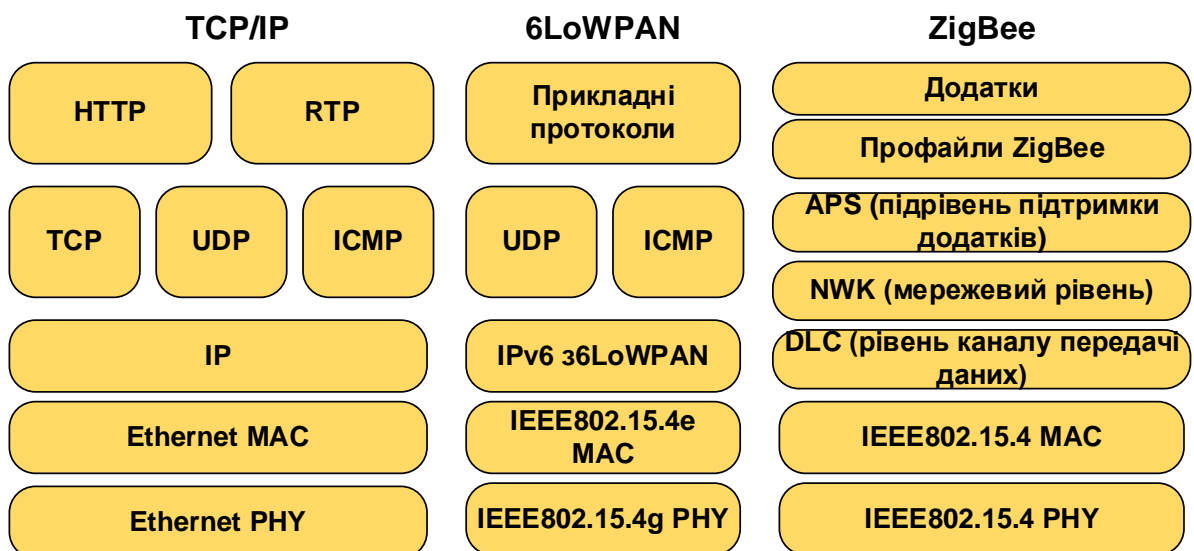 TCP/IP
6LoWPAN
ZigBee
HTTP
RTP
Прикладні
протоколи
Додатки
Профайли ZigBee
TCP
UDP
ICMP
UDP
ICMP
APS (підрівень підтримки
додатків)
NWK (мережевий рівень)
IP
IPv6 з6LoWPAN
DLC (рівень каналу передачі
даних)
Ethernet MAC
IEEE802.15.4e
MAC
IEEE802.15.4 MAC
Ethernet PHY
IEEE802.15.4g PHY
IEEE802.15.4 PHY